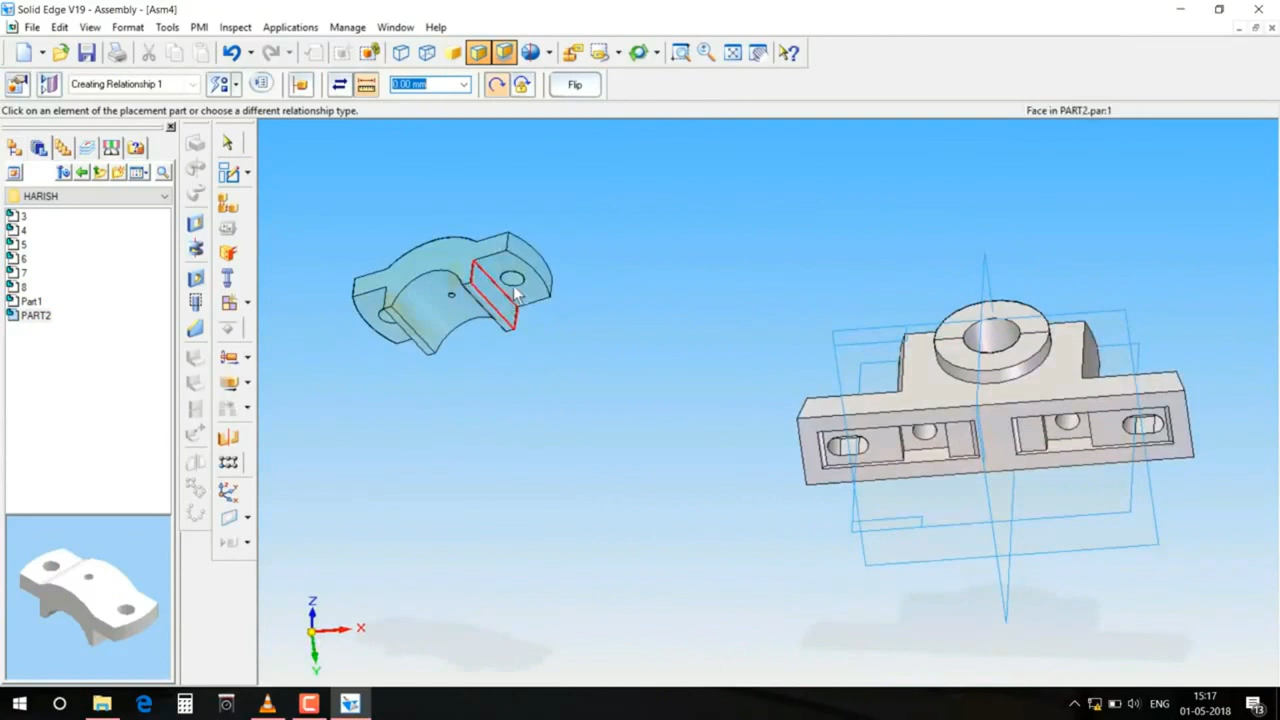 Solid Edge V19 - Assembly - [Asm4]
File Edit View Format Tools PMI Inspect Applications Manage Window Help
Creating Relationship 1 0.00 mm Flip
Click on an element of the placement part or choose a different relationship type. Face in PART2.par:1
HARISH
3
4
5
6
7
8
Part1
PART2
Z
X
Y
ENG
15:17
01-05-2018
13